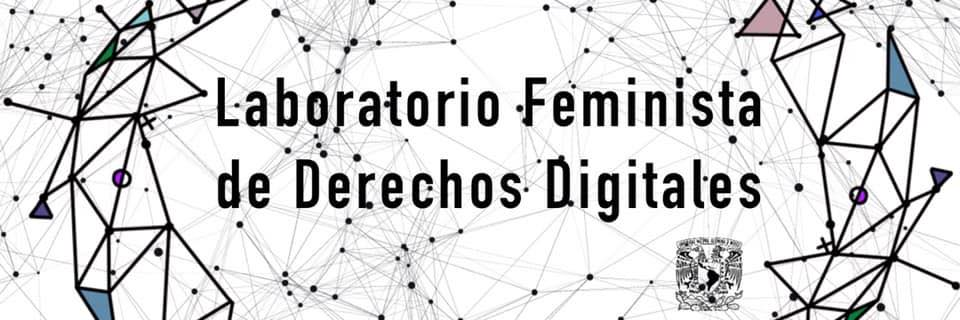 Laboratorio Feminista
de Derechos Digitales